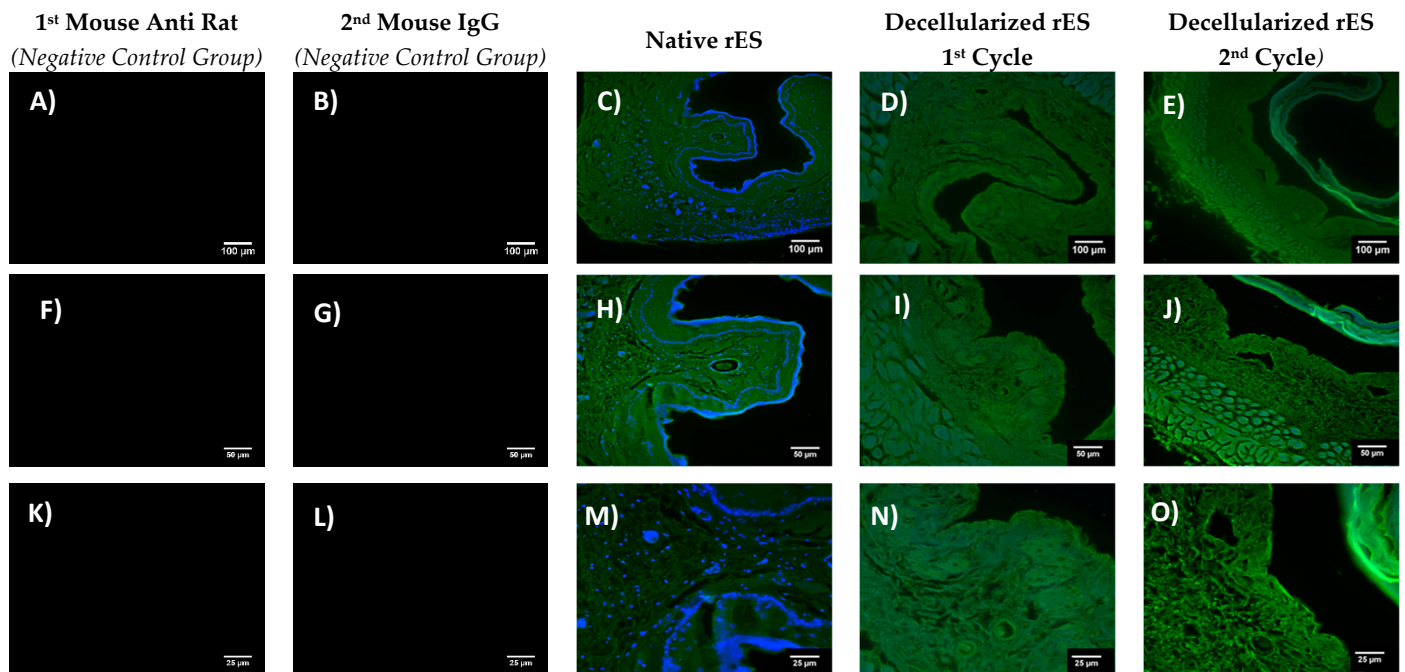 1st Mouse Anti Rat
(Negative Control Group)
2nd Mouse IgG
(Negative Control Group)
Native rES
Decellularized rES
1st Cycle
Decellularized rES
2nd Cycle)
A)
100 µm
B)
100 µm
C)
100 µm
D)
100 µm
E)
100 µm
F)
50 µm
G)
50 µm
H)
50 µm
I)
50 µm
J)
50 µm
K)
25 µm
L)
25 µm
M)
25 µm
N)
25 µm
O)
25 µm